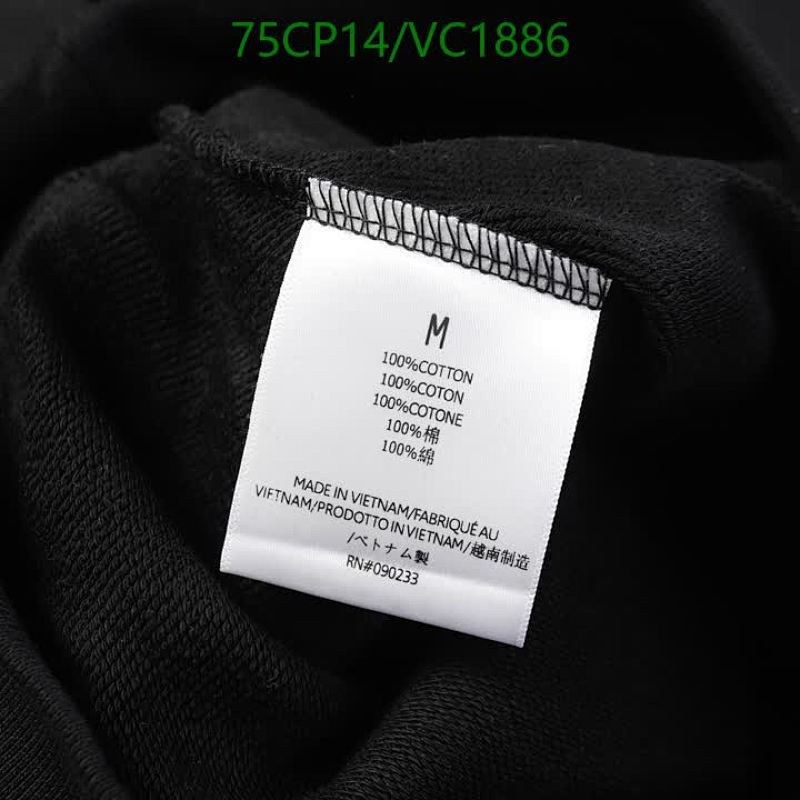 75CP14/VC1886
M
100%COTTON
100%COTON
100%COTONE
100%棉
100%綿
MADE IN VIETNAM/FABRIQUÉ AU
VIFTNAM/PRODOTTO IN VIETNAM/越南制造
/ベトナム製
RN#090233